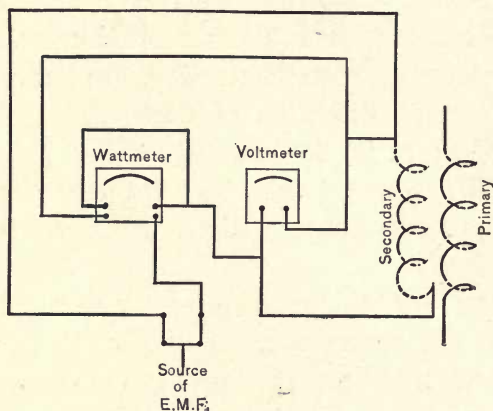 Wattmeter
Voltmeter
Secondary
Primary
Source
of
E.M.F.